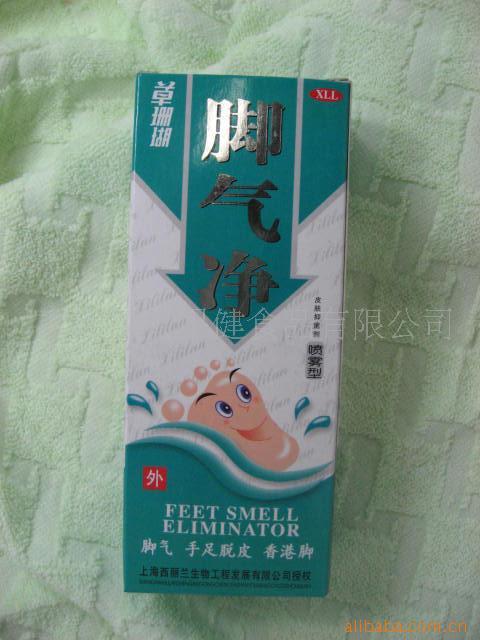 草珊瑚
XLL
脚气净
皮肤抑菌剂
喷雾型
健食 有限公司
外
FEET SMELL
ELIMINATOR
脚气 手足脱皮 香港脚
上海西丽兰生物工程发展有限公司授权
alibaba.com.cn